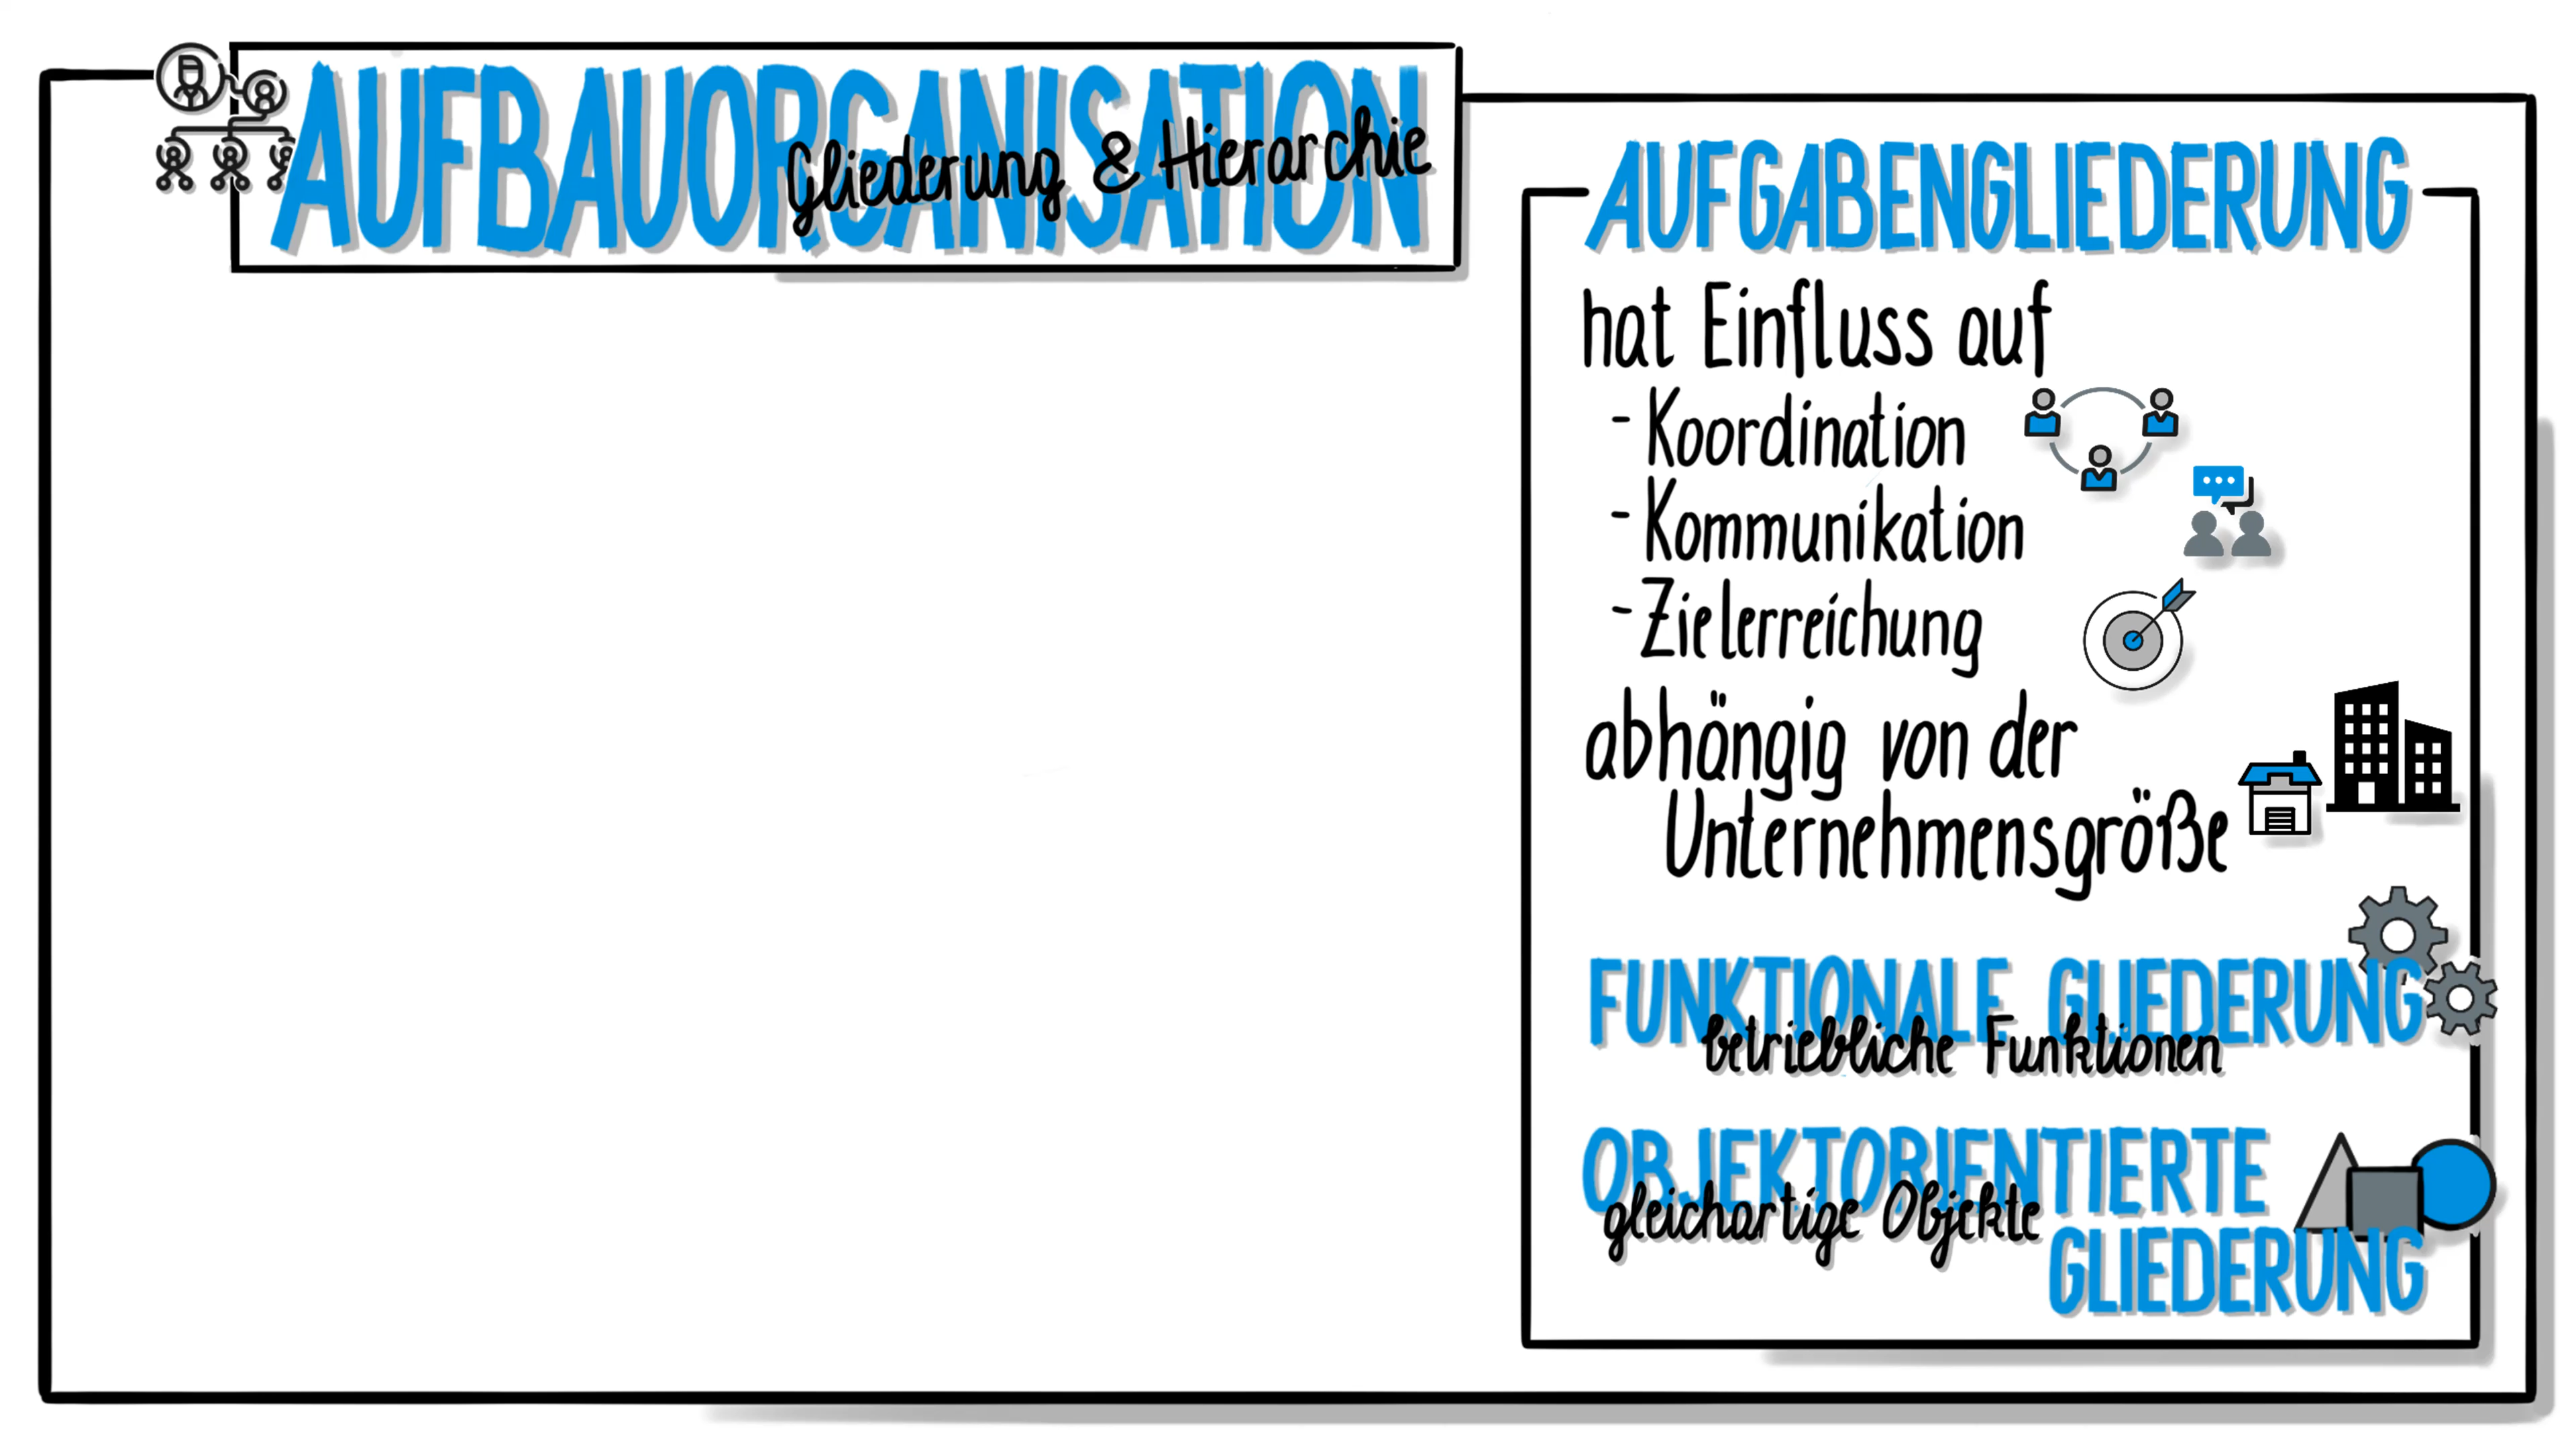 AUFBAUORGANISATION
Gliederung & Hierarchie
AUFGABENGLIEDERUNG
hat Einfluss auf
- Koordination
- Kommunikation
- Zielerreichung
abhängig von der
Unternehmensgröße
FUNKTIONALE GLIEDERUNG
betriebliche Funktionen
OBJEKTORIENTIERTE
gleichartige Objekte
GLIEDERUNG